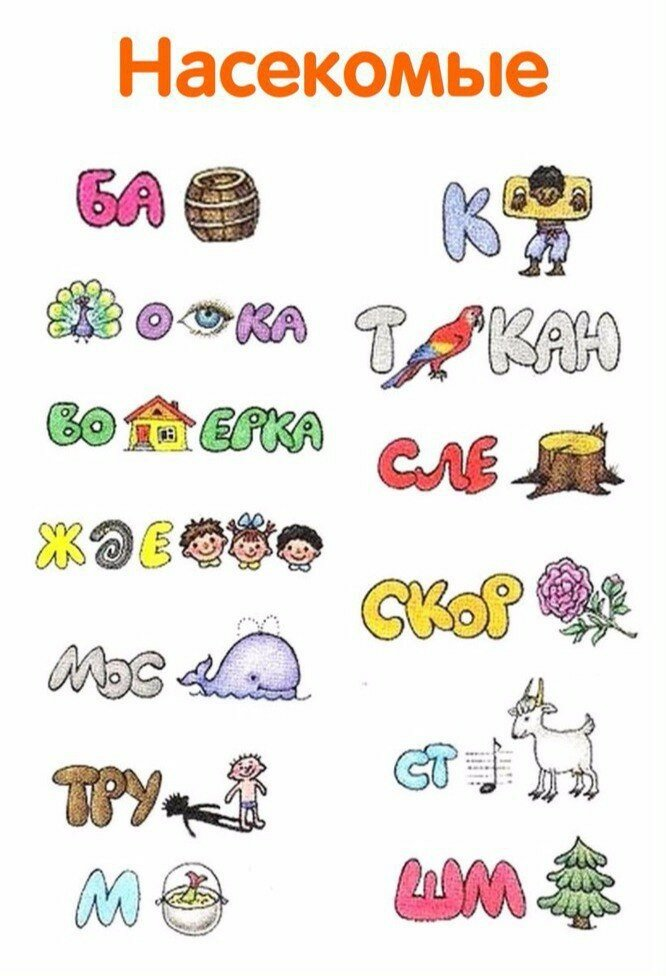 Насекомые
БА
О КА
ВО ЕРКА
Ж Е
МОС
ТРУ
М
К
Т КАН
СЛЕ
СКОР
СТ
ШМ